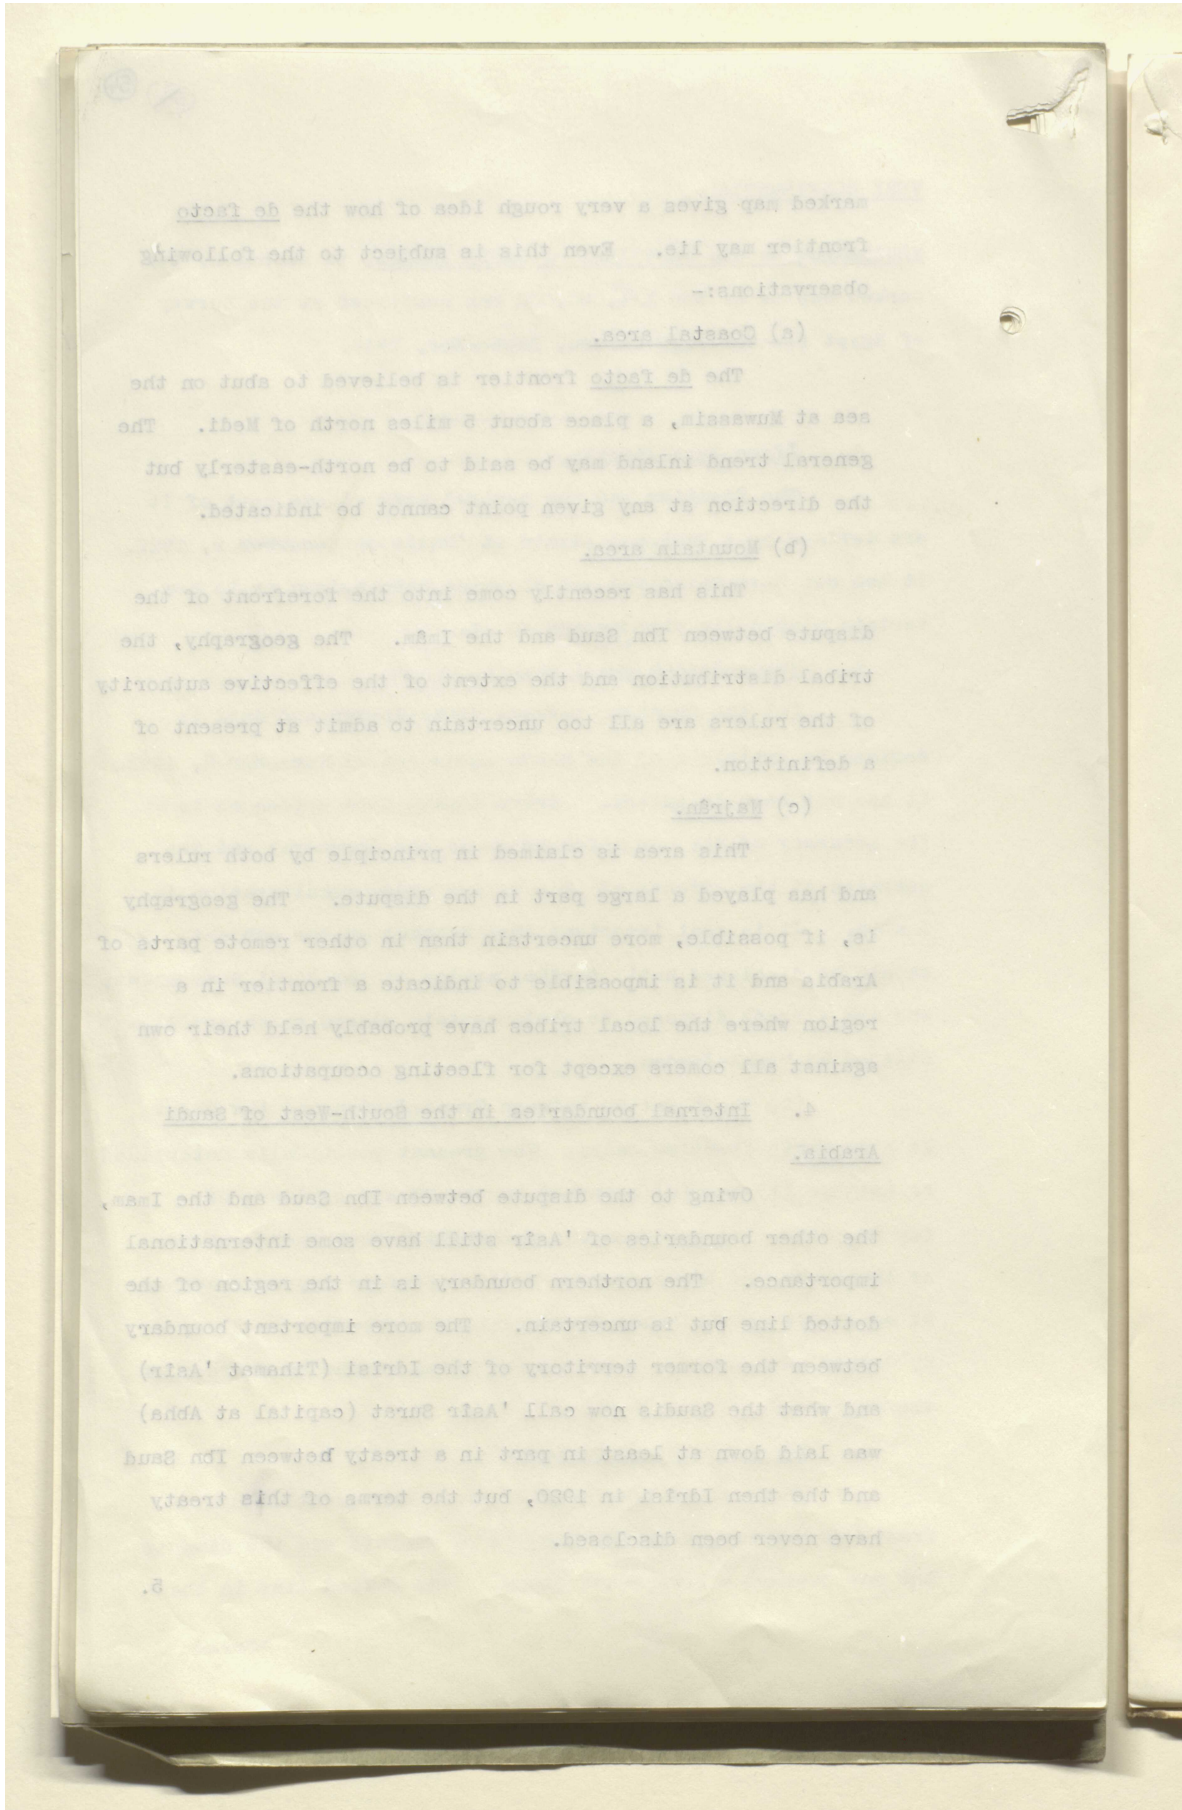 marked map gives a very rough idea of how the de facto
frontier may lie. Even this is subject to the following
observations:-
(a) Coastal area.
The de facto frontier is believed to abut on the
sea at Muwassim, a place about 5 miles north of Medi. The
general trend inland may be said to be north-easterly but
the direction at any given point cannot be indicated.
(b) Mountain area.
This has recently come into the forefront of the
dispute between Ibn Saud and the Imâm. The geography, the
tribal distribution and the extent of the effective authority
of the rulers are all too uncertain to admit at present of
a definition.
(c) Najrân.
This area is claimed in principle by both rulers
and has played a large part in the dispute. The geography
is, if possible, more uncertain than in other remote parts of
Arabia and it is impossible to indicate a frontier in a
region where the local tribes have probably held their own
against all comers except for fleeting occupations.
4. Internal boundaries in the South-West of Saudi
Arabia.
Owing to the dispute between Ibn Saud and the Imam,
the other boundaries of 'Asîr still have some international
importance. The northern boundary is in the region of the
dotted line but is uncertain. The more important boundary
between the former territory of the Idrîsi (Tihamat 'Asîr)
and what the Saudis now call 'Asîr Surat (capital at Abha)
was laid down at least in part in a treaty between Ibn Saud
and the then Idrîsi in 1920, but the terms of this treaty
have never been disclosed.
5.